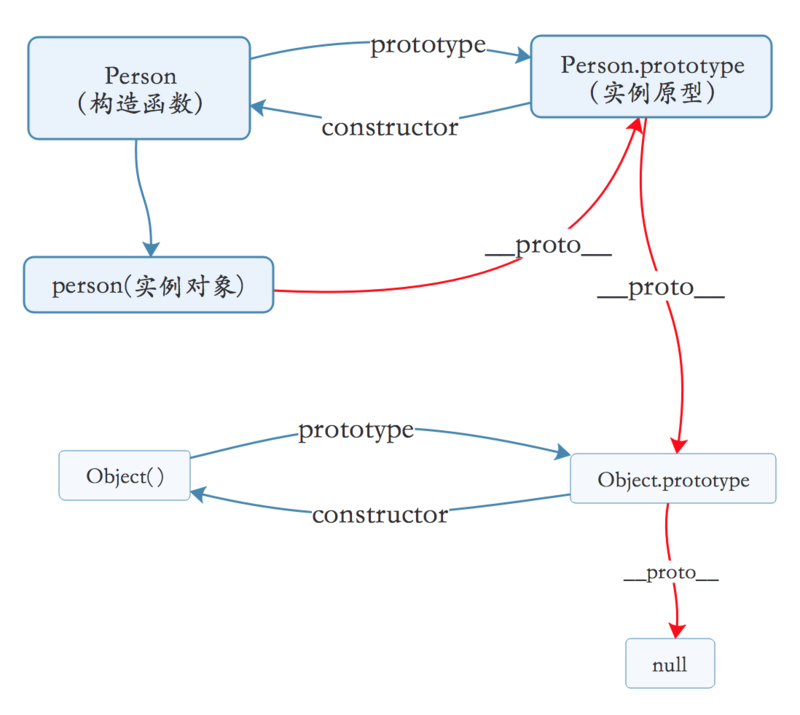 prototype
Person
(构造函数)
Person.prototype
(实例原型)
constructor
__proto__
person(实例对象)
__proto__
prototype
Object()
Object.prototype
constructor
__proto__
null